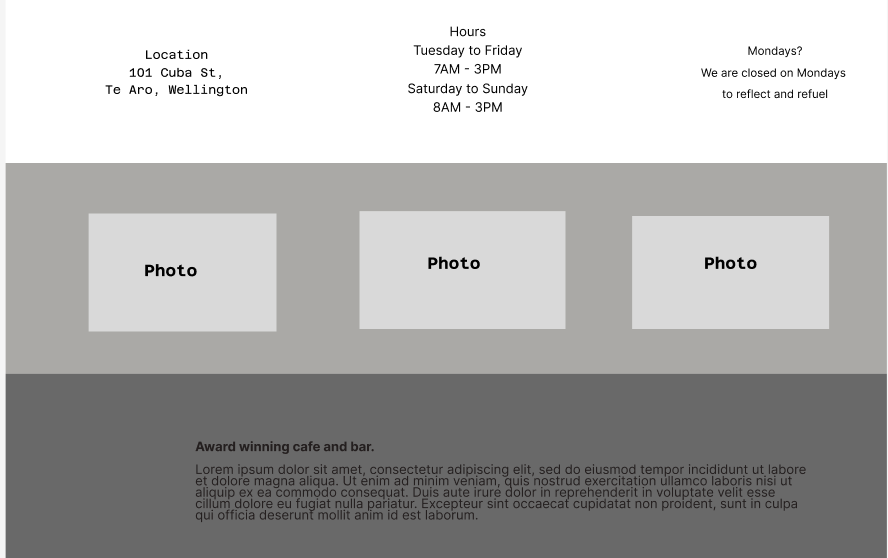 Location
101 Cuba St,
Te Aro, Wellington
Hours
Tuesday to Friday
7AM - 3PM
Saturday to Sunday
8AM - 3PM
Mondays?
We are closed on Mondays
to reflect and refuel
Photo
Photo
Photo
Award winning cafe and bar.
Lorem ipsum dolor sit amet, consectetur adipiscing elit, sed do eiusmod tempor incididunt ut labore
et dolore magna aliqua. Ut enim ad minim veniam, quis nostrud exercitation ullamco laboris nisi ut
aliquip ex ea commodo consequat. Duis aute irure dolor in reprehenderit in voluptate velit esse
cillum dolore eu fugiat nulla pariatur. Excepteur sint occaecat cupidatat non proident, sunt in culpa
qui officia deserunt mollit anim id est laborum.